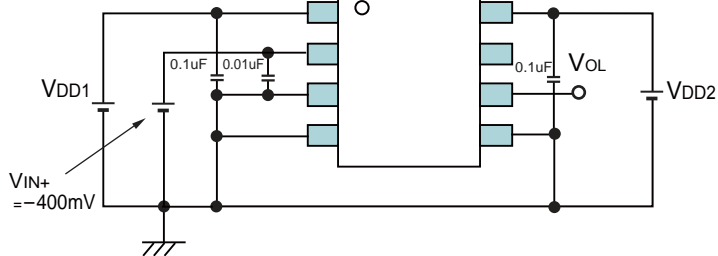 0.1uF
0.01uF
0.1uF
VOL
VDD1
VDD2
VIN+
=−400mV